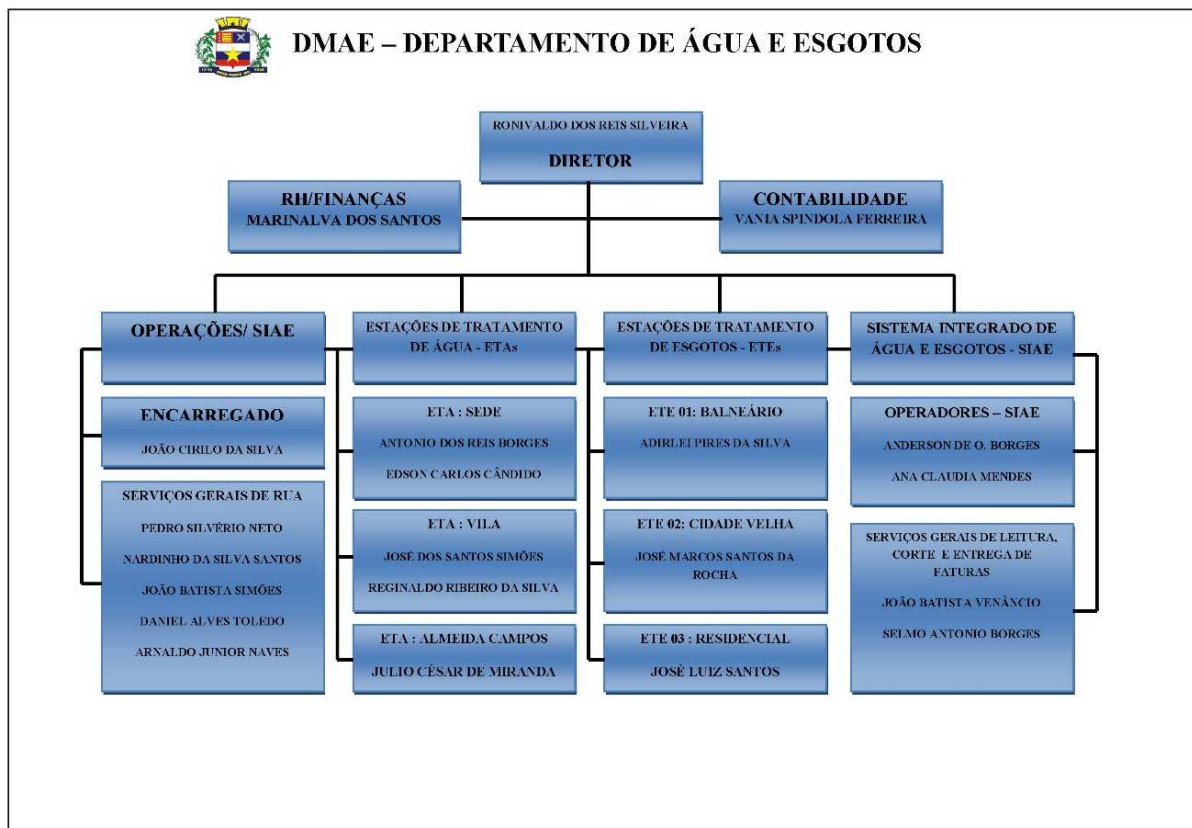 DMAE – DEPARTAMENTO DE ÁGUA E ESGOTOS
RONIVALDO DOS REIS SILVEIRA
DIRETOR
RH/FINANÇAS
MARINALVA DOS SANTOS
CONTABILIDADE
VANIA SPINDOLA FERREIRA
OPERAÇÕES/ SIAE
ENCARREGADO
JOÃO CIRILO DA SILVA
SERVIÇOS GERAIS DE RUA
PEDRO SILVÉRIO NETO
NARDINHO DA SILVA SANTOS
JOÃO BATISTA SIMÕES
DANIEL ALVES TOLEDO
ARNALDO JUNIOR NAVES
ESTAÇÕES DE TRATAMENTO
DE ÁGUA - ETAs
ETA : SEDE
ANTONIO DOS REIS BORGES
EDSON CARLOS CÂNDIDO
ETA : VILA
JOSÉ DOS SANTOS SIMÕES
REGINALDO RIBEIRO DA SILVA
ETA : ALMEIDA CAMPOS
JULIO CÉSAR DE MIRANDA
ESTAÇÕES DE TRATAMENTO
DE ESGOTOS - ETEs
ETE 01: BALNEÁRIO
ADIRLEI PIRES DA SILVA
ETE 02: CIDADE VELHA
JOSÉ MARCOS SANTOS DA
ROCHA
ETE 03 : RESIDENCIAL
JOSÉ LUIZ SANTOS
SISTEMA INTEGRADO DE
ÁGUA E ESGOTOS - SIAE
OPERADORES – SIAE
ANDERSON DE O. BORGES
ANA CLAUDIA MENDES
SERVIÇOS GERAIS DE LEITURA,
CORTE E ENTREGA DE
FATURAS
JOÃO BATISTA VENÂNCIO
SELMO ANTONIO BORGES